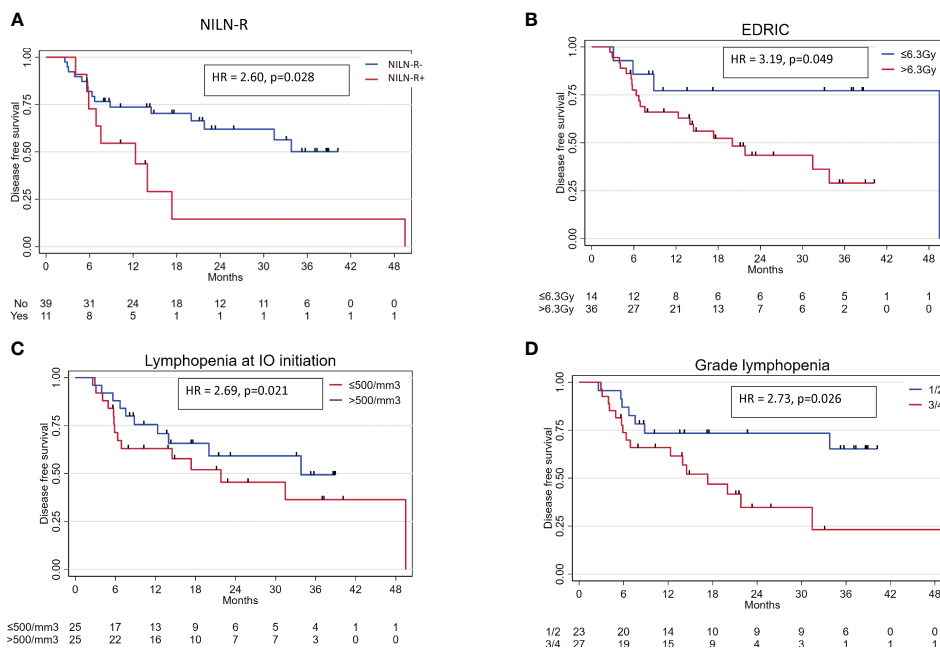 A
NILN-R
Disease free survival
1.00
0.75
0.50
0.25
0.00
HR = 2.60, p=0.028
NILN-R-
NILN-R+
0 6 12 18 24 30 36 42 48
Months
No 39 31 24 18 12 11 6 0 0
Yes 11 8 5 1 1 1 1 1 1
B
EDRIC
Disease free survival
1.00
0.75
0.50
0.25
0.00
HR = 3.19, p=0.049
≤6.3Gy
>6.3Gy
0 6 12 18 24 30 36 42 48
Months
≤6.3Gy 14 12 8 6 6 6 5 1 1
>6.3Gy 36 27 21 13 7 6 2 0 0
C
Lymphopenia at IO initiation
Disease free survival
1.00
0.75
0.50
0.25
0.00
HR = 2.69, p=0.021
≤500/mm3
>500/mm3
0 6 12 18 24 30 36 42 48
Months
≤500/mm3 25 17 13 9 6 5 4 1 1
>500/mm3 25 22 16 10 7 7 3 0 0
D
Grade lymphopenia
Disease free survival
1.00
0.75
0.50
0.25
0.00
HR = 2.73, p=0.026
1/2
3/4
0 6 12 18 24 30 36 42 48
Months
1/2 23 20 14 10 9 9 6 0 0
3/4 27 19 15 9 4 3 1 1 1